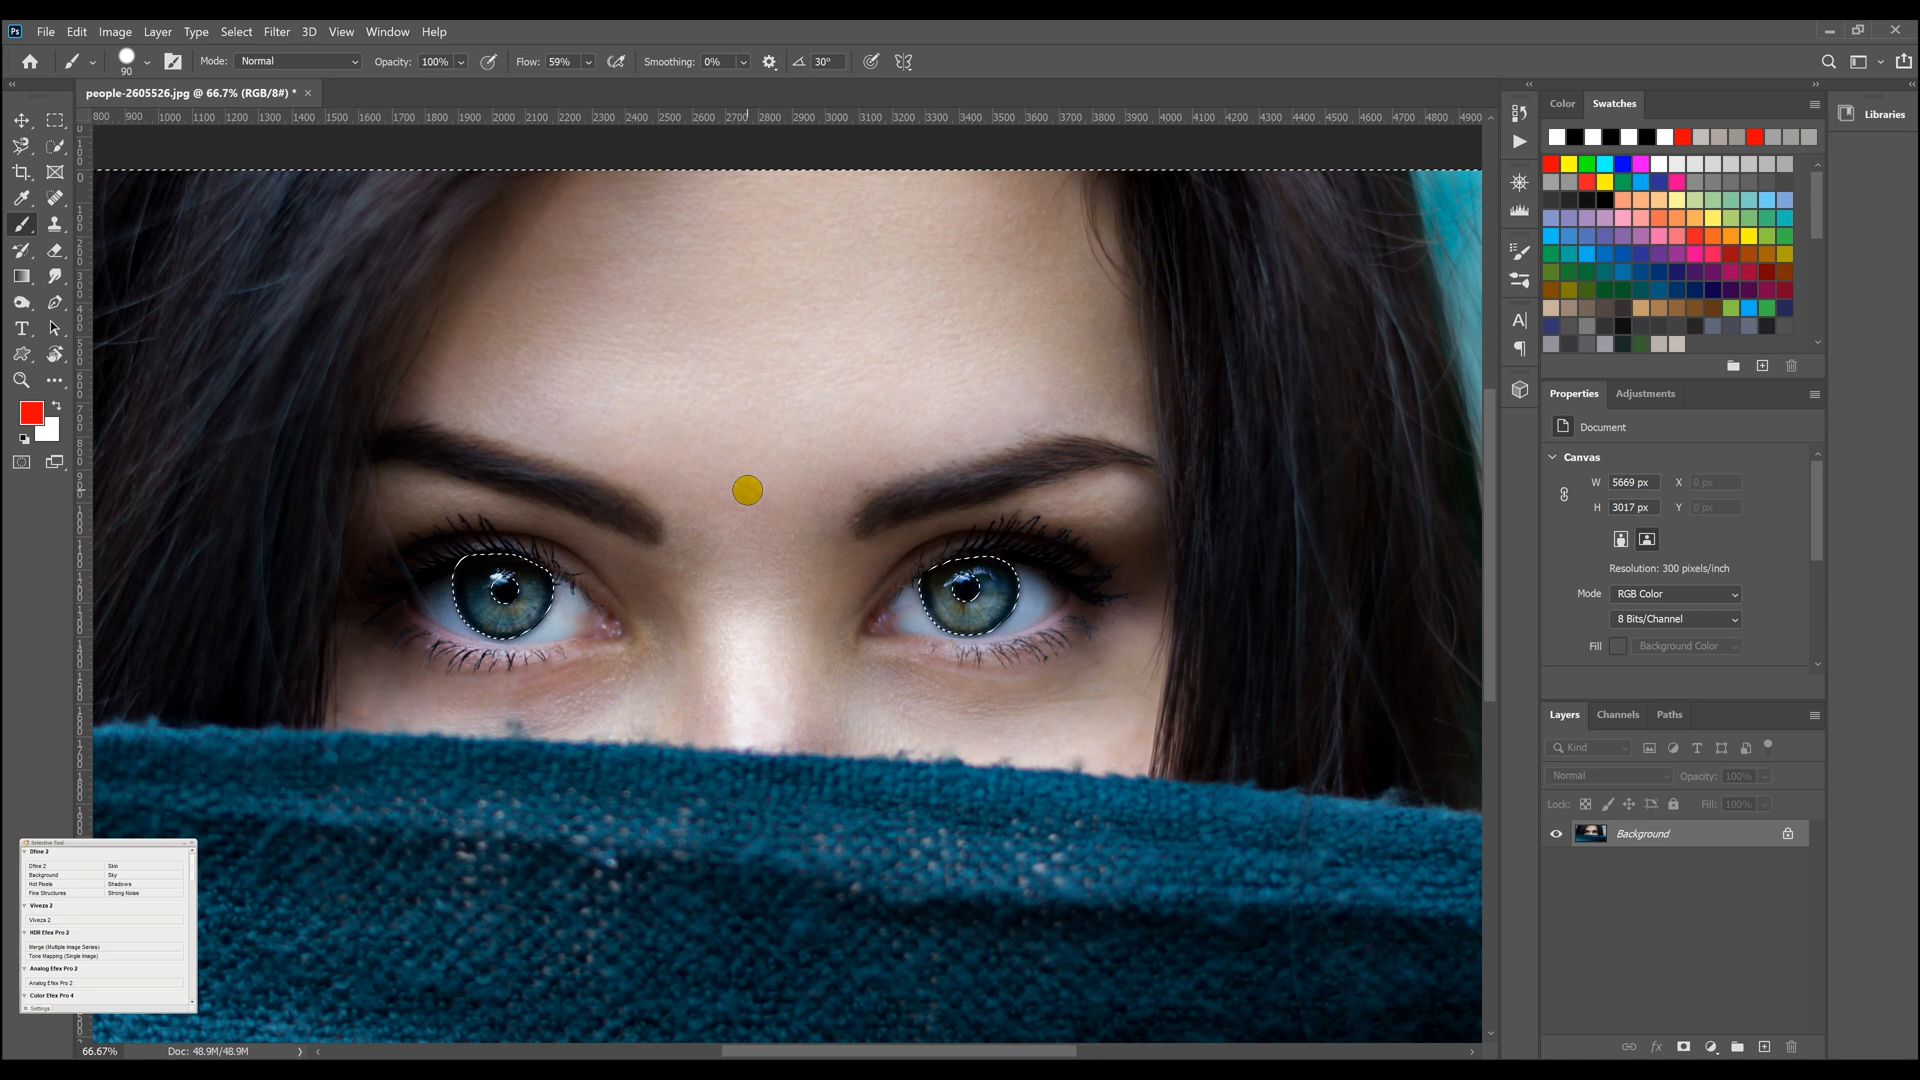 Ps File Edit Image Layer Type Select Filter 3D View Window Help
90 Mode: Normal Opacity: 100% Flow: 59% Smoothing: 0% 30°
people-2605526.jpg @ 66.7% (RGB/8#) * ×
800 900 1000 1100 1200 1300 1400 1500 1600 1700 1800 1900 2000 2100 2200 2300 2400 2500 2600 2700 2800 2900 3000 3100 3200 3300 3400 3500 3600 3700 3800 3900 4000 4100 4200 4300 4400 4500 4600 4700 4800 4900
Color Swatches
Libraries
Properties Adjustments
Document
Canvas
W 5669 px X 0 px
H 3017 px Y 0 px
Resolution: 300 pixels/inch
Mode RGB Color
8 Bits/Channel
Fill Background Color
Layers Channels Paths
Kind
Normal Opacity: 100%
Lock: Fill: 100%
Background
fx
Selective Tool
Dfine 2
Dfine 2 Skin
Background Sky
Hot Pixels Shadows
Fine Structures Strong Noise
Viveza 2
Viveza 2
HDR Efex Pro 2
Merge (Multiple Image Series)
Tone Mapping (Single Image)
Analog Efex Pro 2
Analog Efex Pro 2
Color Efex Pro 4
Settings
66.67% Doc: 48.9M/48.9M